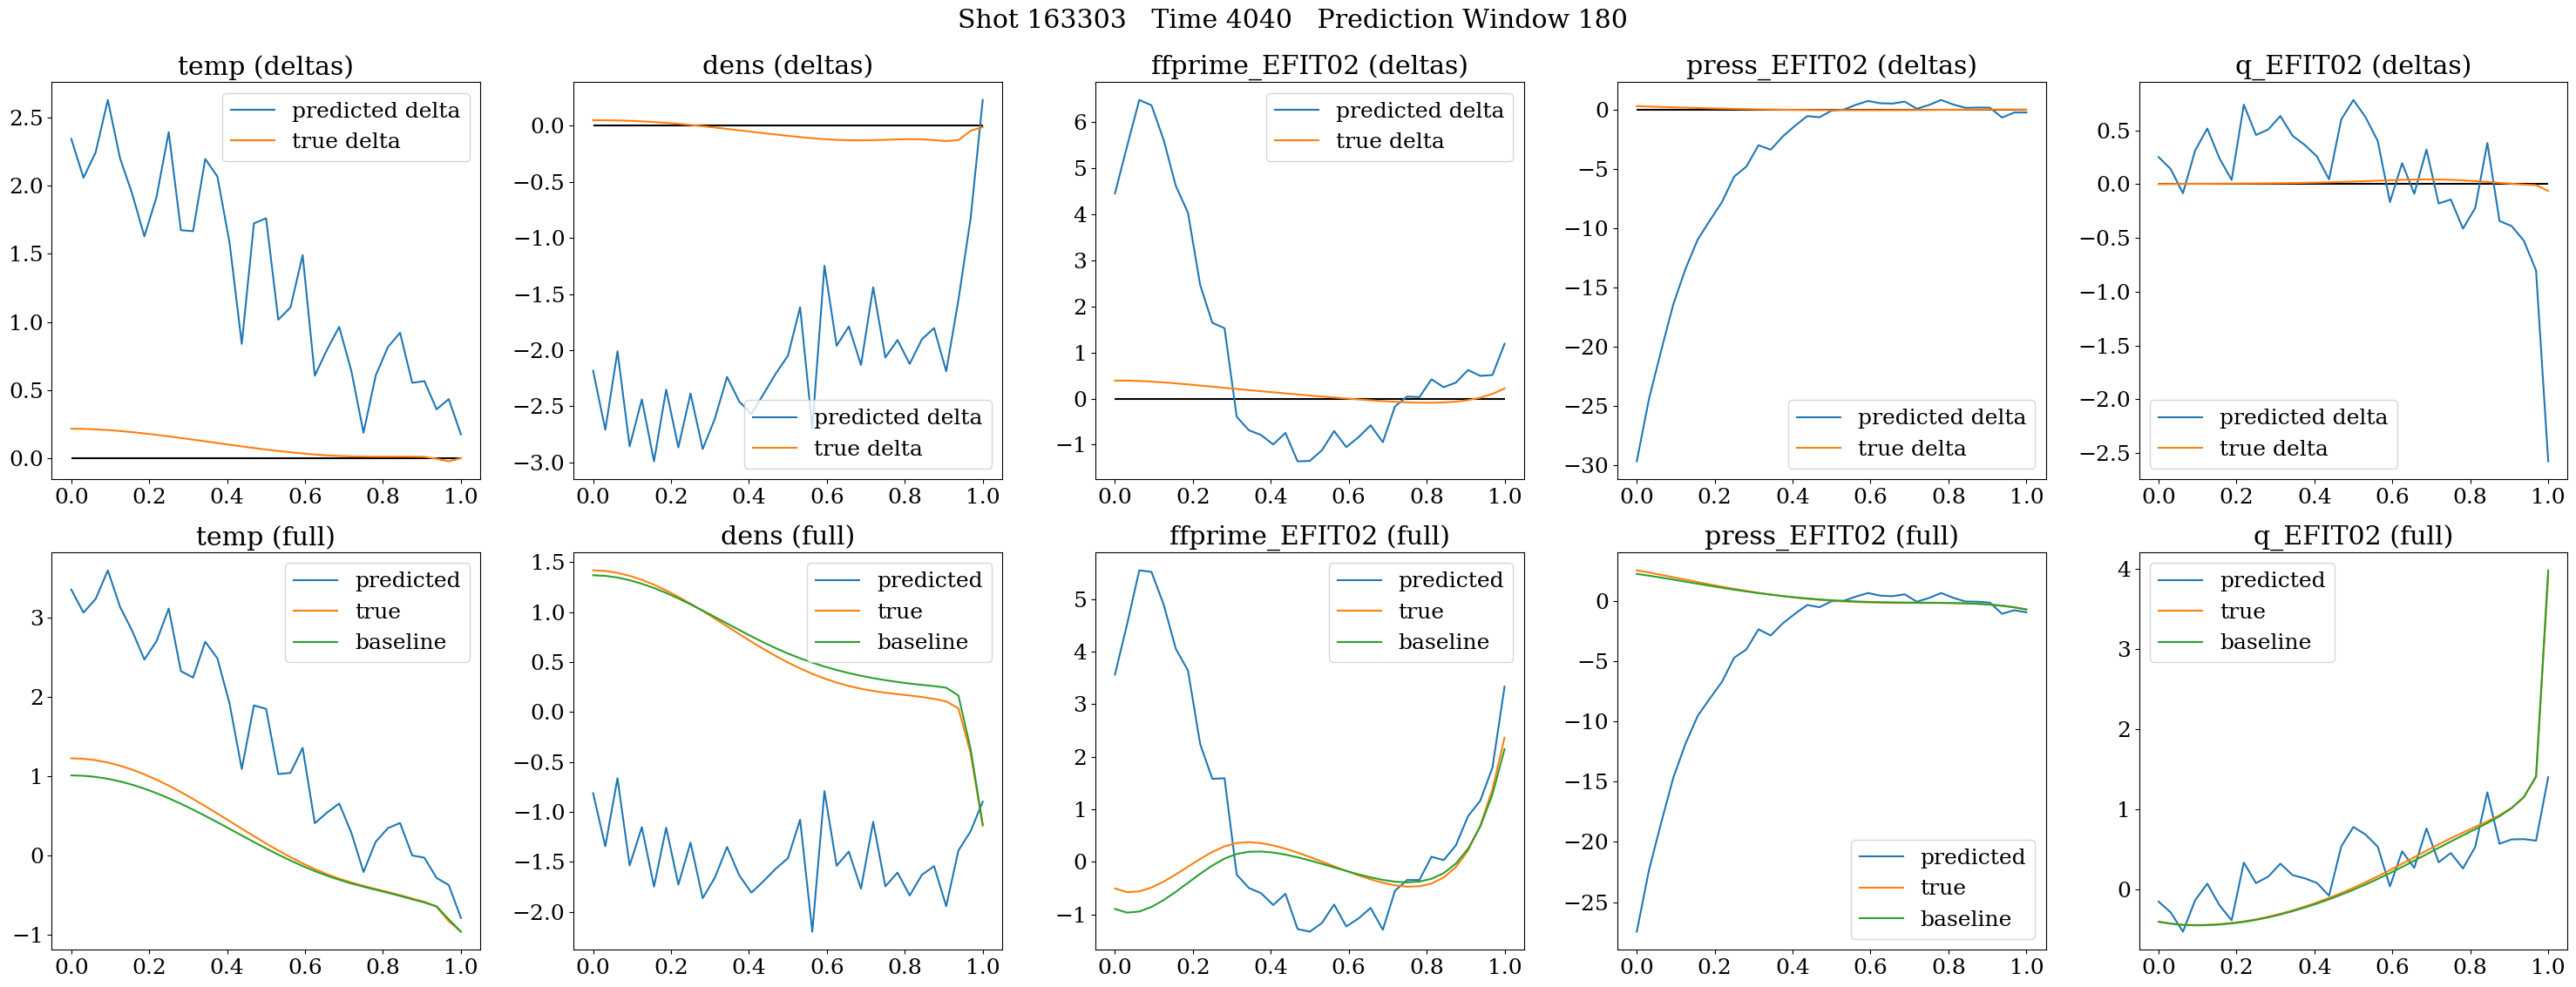 Shot 163303   Time 4040   Prediction Window 180
temp (deltas)
2.5
2.0
1.5
1.0
0.5
0.0
0.0 0.2 0.4 0.6 0.8 1.0
predicted delta
true delta
dens (deltas)
0.0
−0.5
−1.0
−1.5
−2.0
−2.5
−3.0
0.0 0.2 0.4 0.6 0.8 1.0
predicted delta
true delta
ffprime_EFIT02 (deltas)
6
5
4
3
2
1
0
−1
0.0 0.2 0.4 0.6 0.8 1.0
predicted delta
true delta
press_EFIT02 (deltas)
0
−5
−10
−15
−20
−25
−30
0.0 0.2 0.4 0.6 0.8 1.0
predicted delta
true delta
q_EFIT02 (deltas)
0.5
0.0
−0.5
−1.0
−1.5
−2.0
−2.5
0.0 0.2 0.4 0.6 0.8 1.0
predicted delta
true delta
temp (full)
3
2
1
0
−1
0.0 0.2 0.4 0.6 0.8 1.0
predicted
true
baseline
dens (full)
1.5
1.0
0.5
0.0
−0.5
−1.0
−1.5
−2.0
0.0 0.2 0.4 0.6 0.8 1.0
predicted
true
baseline
ffprime_EFIT02 (full)
5
4
3
2
1
0
−1
0.0 0.2 0.4 0.6 0.8 1.0
predicted
true
baseline
press_EFIT02 (full)
0
−5
−10
−15
−20
−25
0.0 0.2 0.4 0.6 0.8 1.0
predicted
true
baseline
q_EFIT02 (full)
4
3
2
1
0
0.0 0.2 0.4 0.6 0.8 1.0
predicted
true
baseline